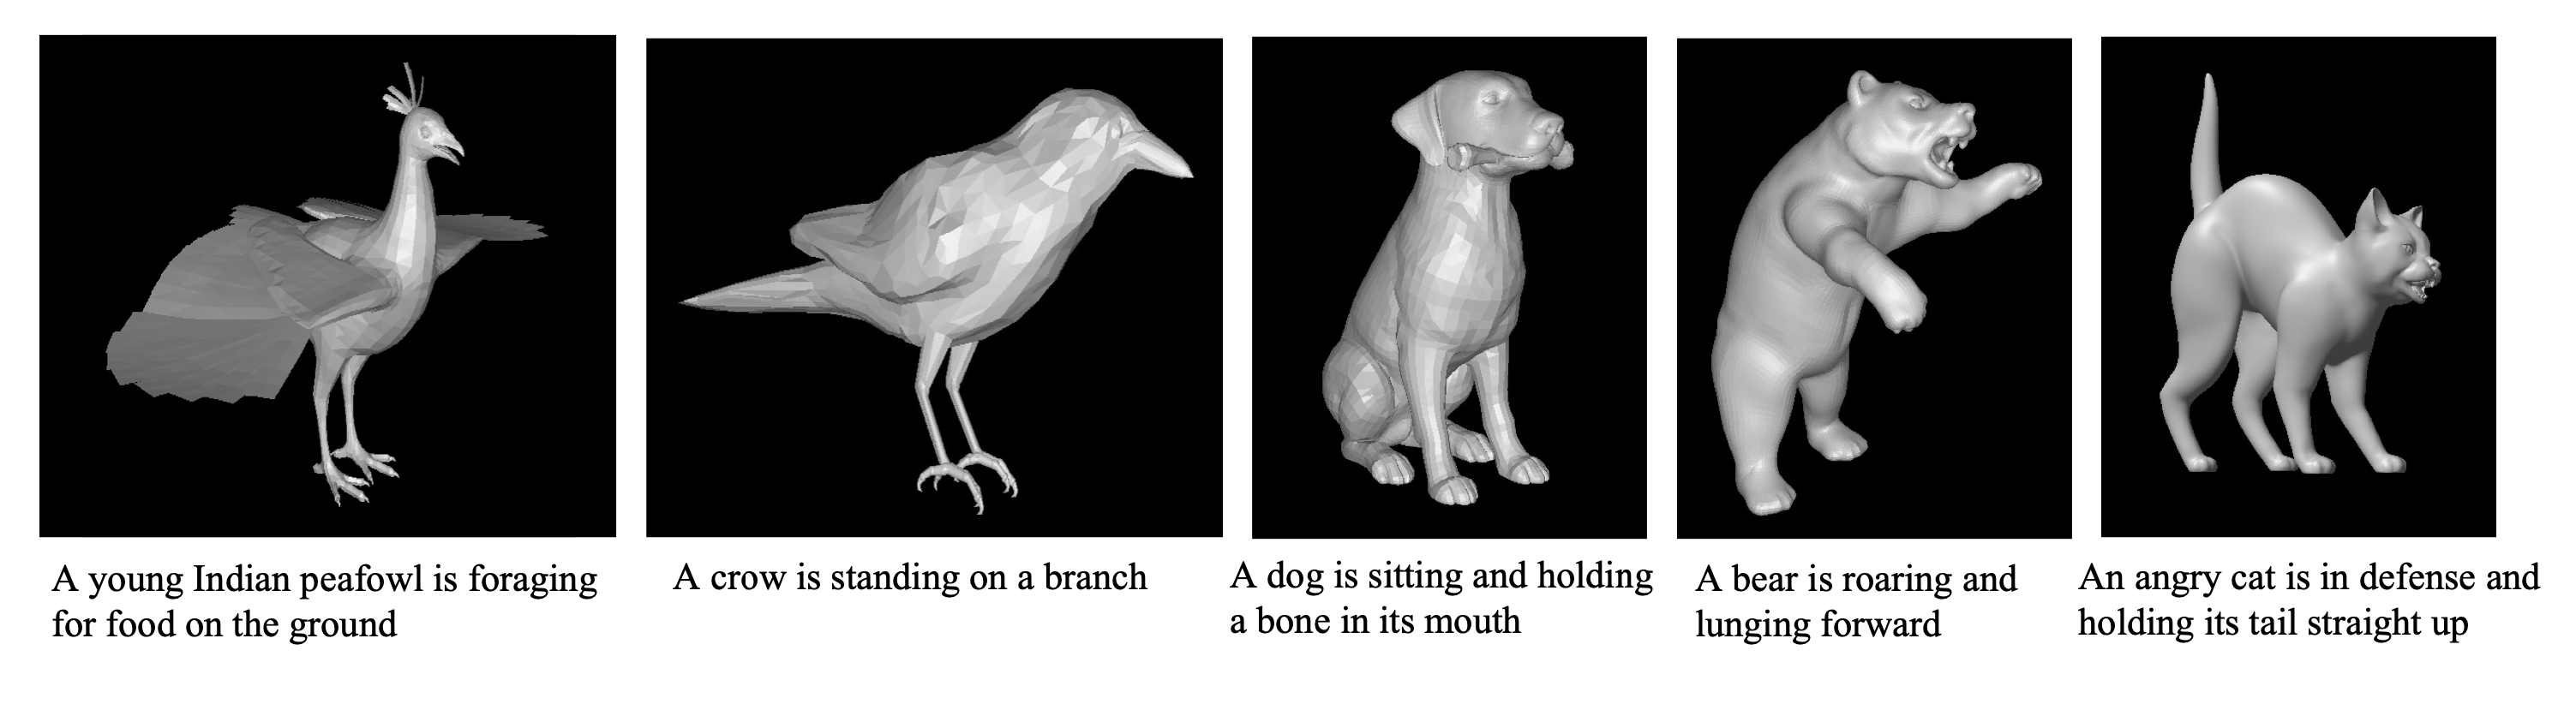 A young Indian peafowl is foraging
for food on the ground
A crow is standing on a branch
A dog is sitting and holding
a bone in its mouth
A bear is roaring and
lunging forward
An angry cat is in defense and
holding its tail straight up